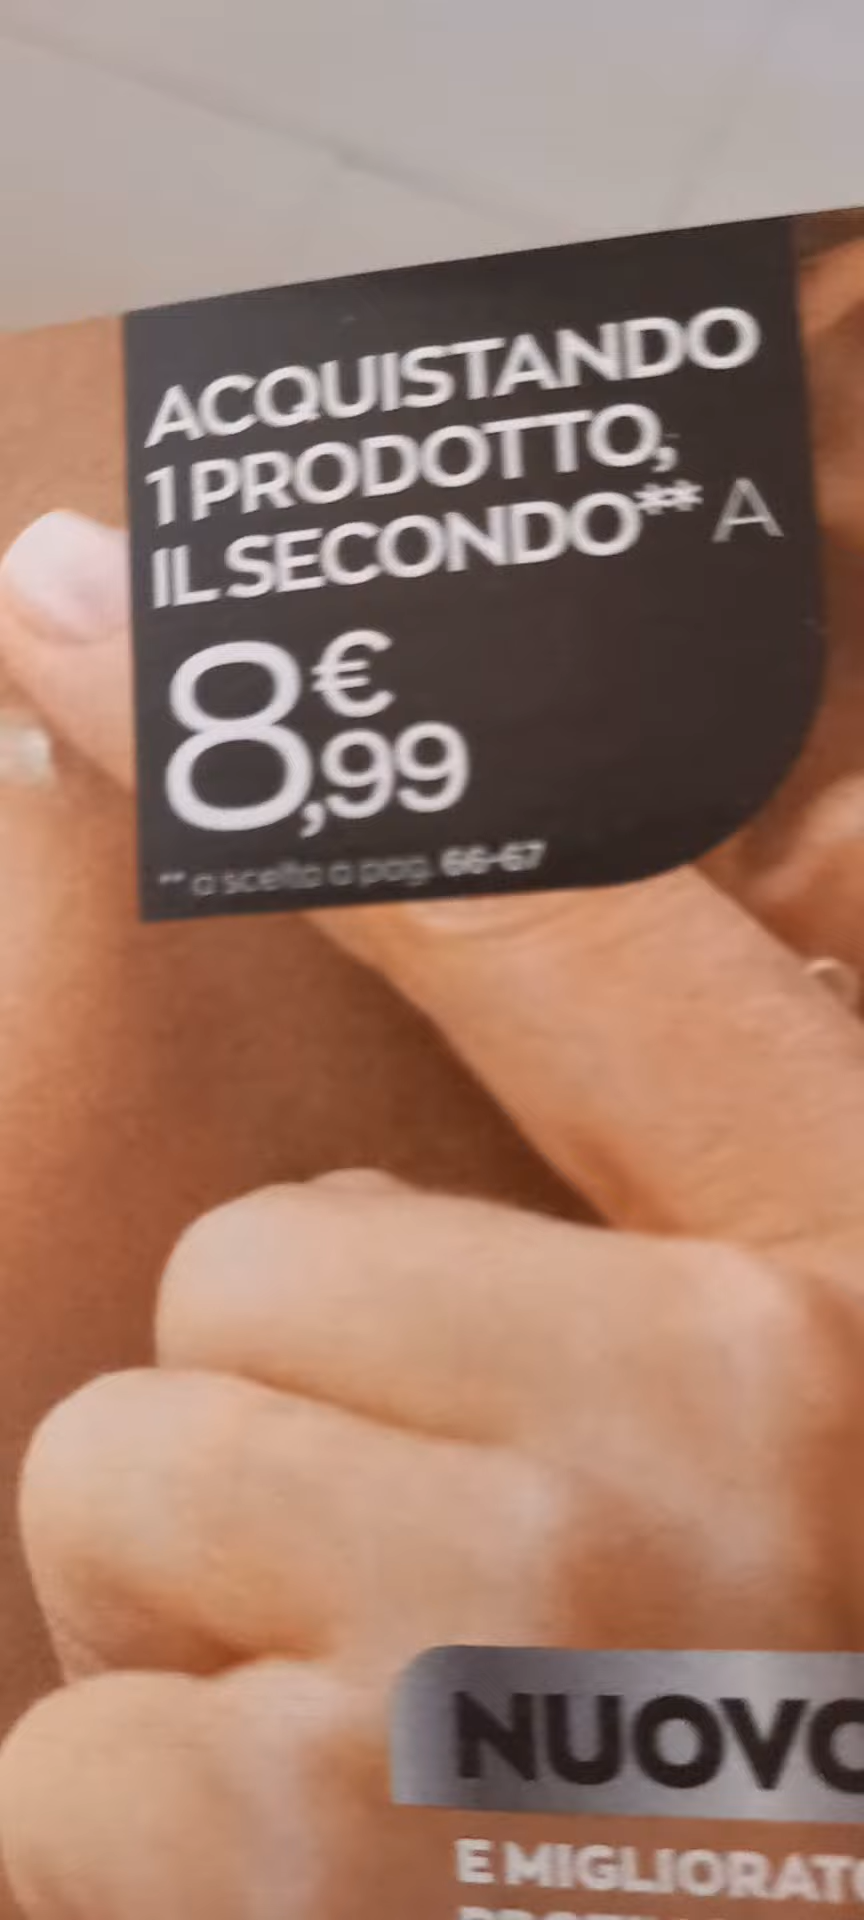 ACQUISTANDO
1 PRODOTTO,
IL SECONDO** A
8€,99
** a scelta a pag. 66-67
NUOVO
E MIGLIORATO